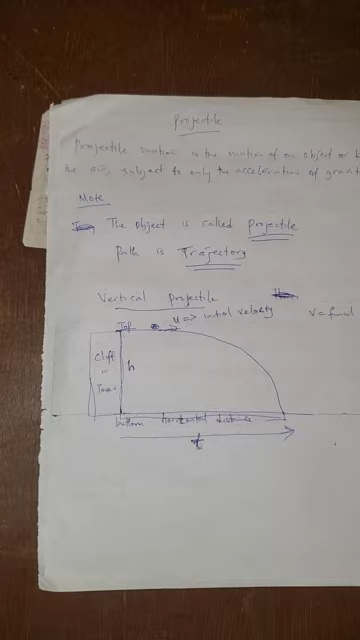 Projectile
Projectile motion is the motion of an object or
the air, subject to only the acceleration of
Note
The object is called projectile
Path is Trajectory
Vertical projectile
u => initial velocity
v = final
Top
Cliff
or
h
bottom horizontal distance